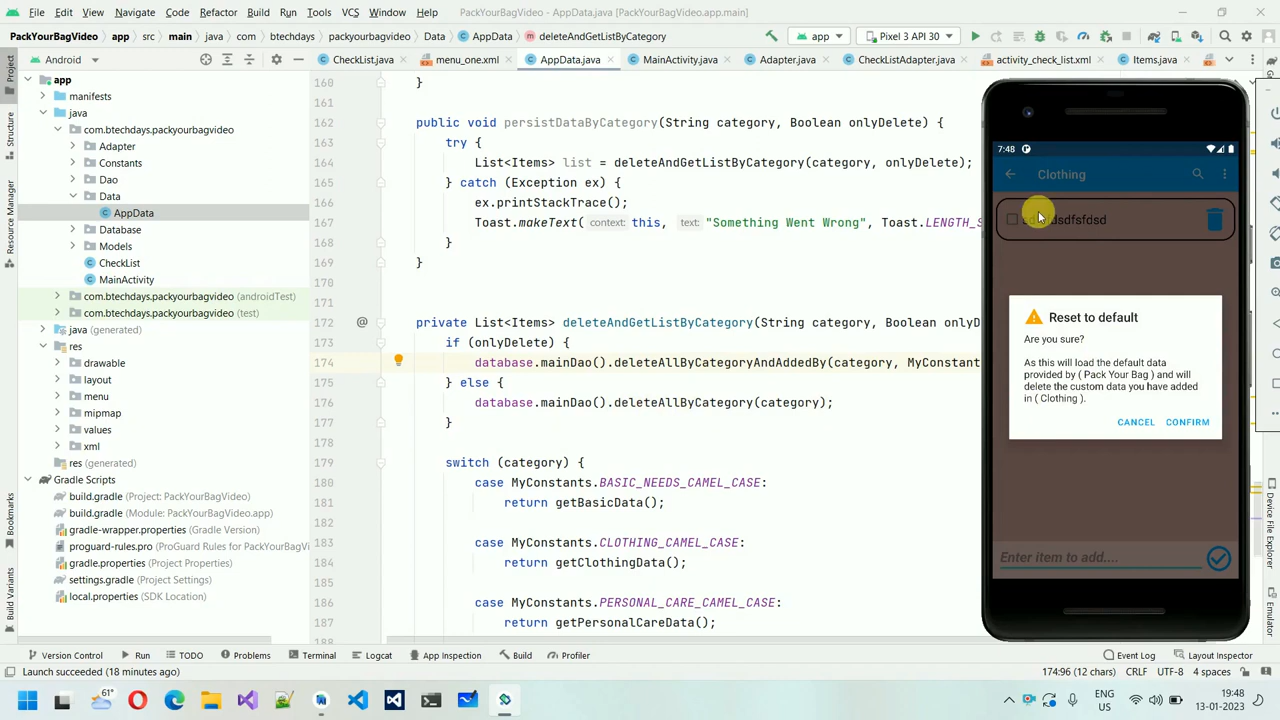 File Edit View Navigate Code Refactor Build Run Tools VCS Window Help PackYourBagVideo - AppData.java [PackYourBagVideo.app.main]
PackYourBagVideo app src main java com btechdays packyourbagvideo Data AppData deleteAndGetListByCategory app Pixel 3 API 30
Android CheckList.java menu_one.xml AppData.java MainActivity.java Adapter.java CheckListAdapter.java activity_check_list.xml Items.java
Project
Structure
Resource Manager
Bookmarks
Build Variants
app
manifests
java
com.btechdays.packyourbagvideo
Adapter
Constants
Dao
Data
AppData
Database
Models
CheckList
MainActivity
com.btechdays.packyourbagvideo (androidTest)
com.btechdays.packyourbagvideo (test)
java (generated)
res
drawable
layout
menu
mipmap
values
xml
res (generated)
Gradle Scripts
build.gradle (Project: PackYourBagVideo)
build.gradle (Module: PackYourBagVideo.app)
gradle-wrapper.properties (Gradle Version)
proguard-rules.pro (ProGuard Rules for PackYourBagVi
gradle.properties (Project Properties)
settings.gradle (Project Settings)
local.properties (SDK Location)
160 }
161
162 public void persistDataByCategory(String category, Boolean onlyDelete) {
163 try {
164 List<Items> list = deleteAndGetListByCategory(category, onlyDelete);
165 } catch (Exception ex) {
166 ex.printStackTrace();
167 Toast.makeText( context: this, text: "Something Went Wrong", Toast.LENGTH_S
168 }
169 }
170
171
172 @ private List<Items> deleteAndGetListByCategory(String category, Boolean onlyD
173 if (onlyDelete) {
174 database.mainDao().deleteAllByCategoryAndAddedBy(category, MyConstant
175 } else {
176 database.mainDao().deleteAllByCategory(category);
177 }
178
179 switch (category) {
180 case MyConstants.BASIC_NEEDS_CAMEL_CASE:
181 return getBasicData();
182
183 case MyConstants.CLOTHING_CAMEL_CASE:
184 return getClothingData();
185
186 case MyConstants.PERSONAL_CARE_CAMEL_CASE:
187 return getPersonalCareData();
188
7:48
Clothing
Reset to default
Are you sure?
As this will load the default data
provided by ( Pack Your Bag ) and will
delete the custom data you have added
in ( Clothing ).
CANCEL CONFIRM
Enter item to add....
Device File Explorer
Emulator
Version Control Run TODO Problems Terminal Logcat App Inspection Build Profiler Event Log Layout Inspector
Launch succeeded (18 minutes ago) 174:96 (12 chars) CRLF UTF-8 4 spaces
61°
ENG
US
19:48
13-01-2023